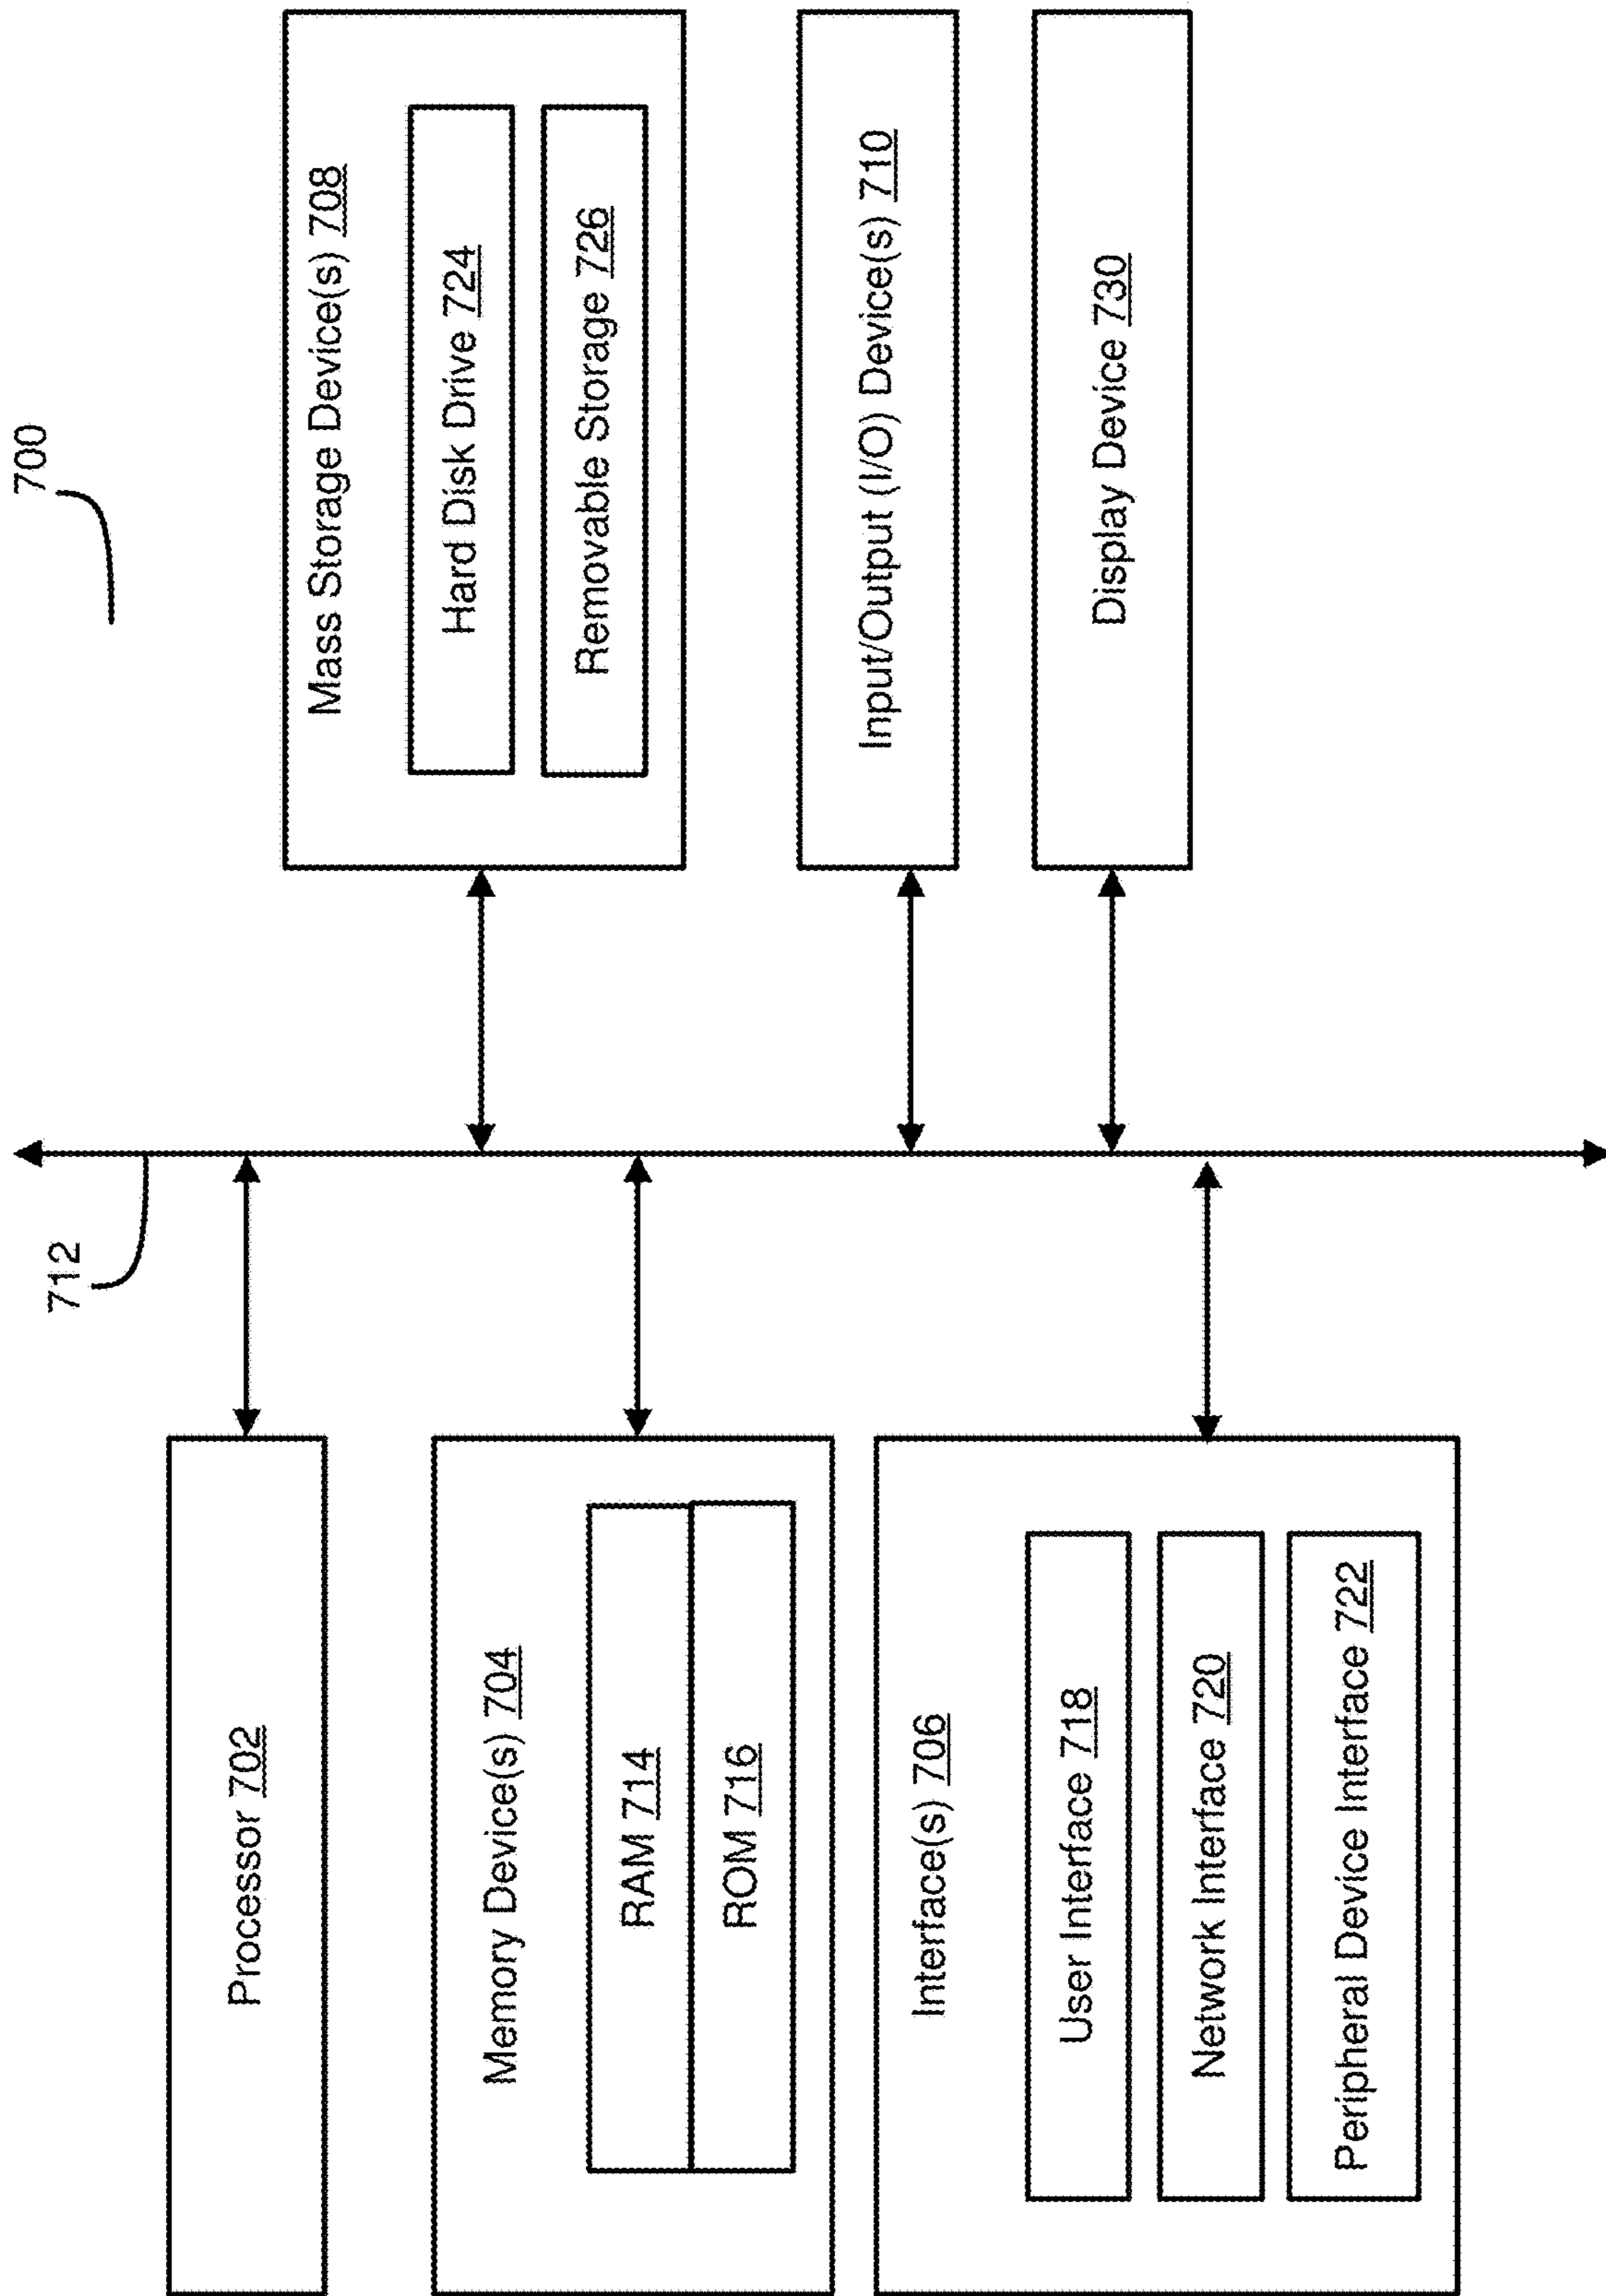 700
712
Processor 702
Memory Device(s) 704
RAM 714
ROM 716
Interface(s) 706
User Interface 718
Network Interface 720
Peripheral Device Interface 722
Mass Storage Device(s) 708
Hard Disk Drive 724
Removable Storage 726
Input/Output (I/O) Device(s) 710
Display Device 730